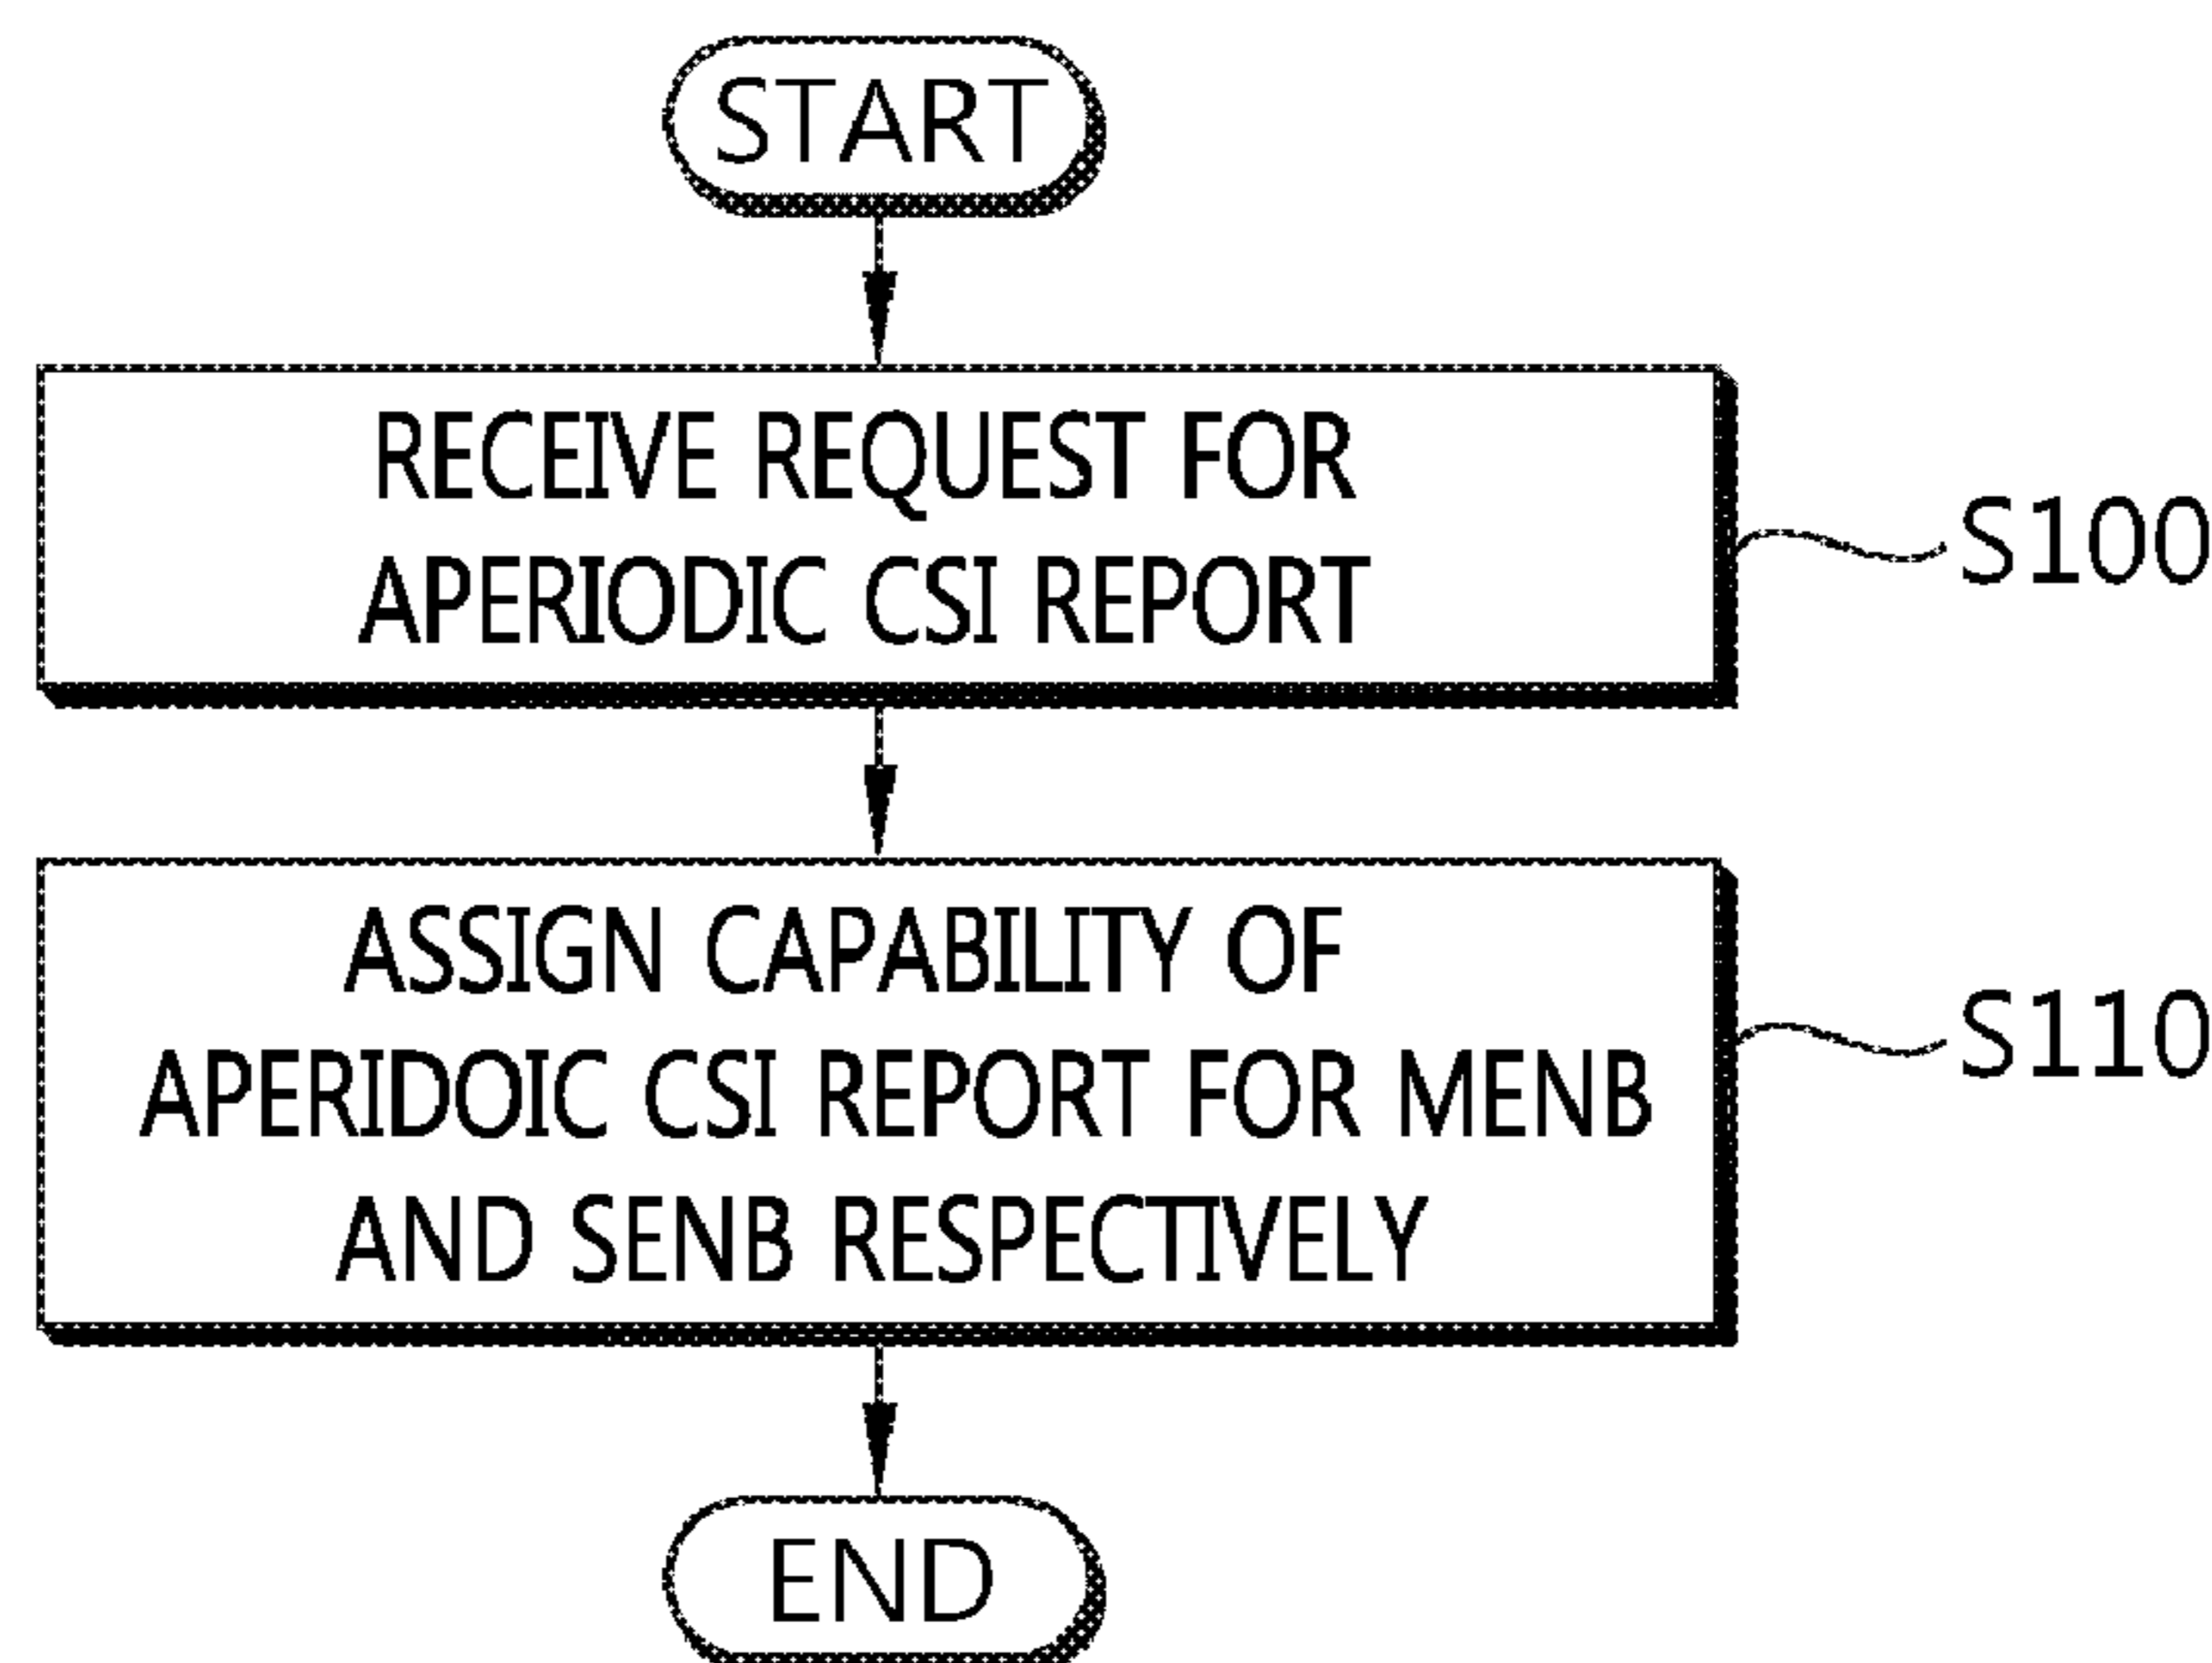 START
RECEIVE REQUEST FOR
APERIODIC CSI REPORT
S100
ASSIGN CAPABILITY OF
APERIDOIC CSI REPORT FOR MENB
AND SENB RESPECTIVELY
S110
END